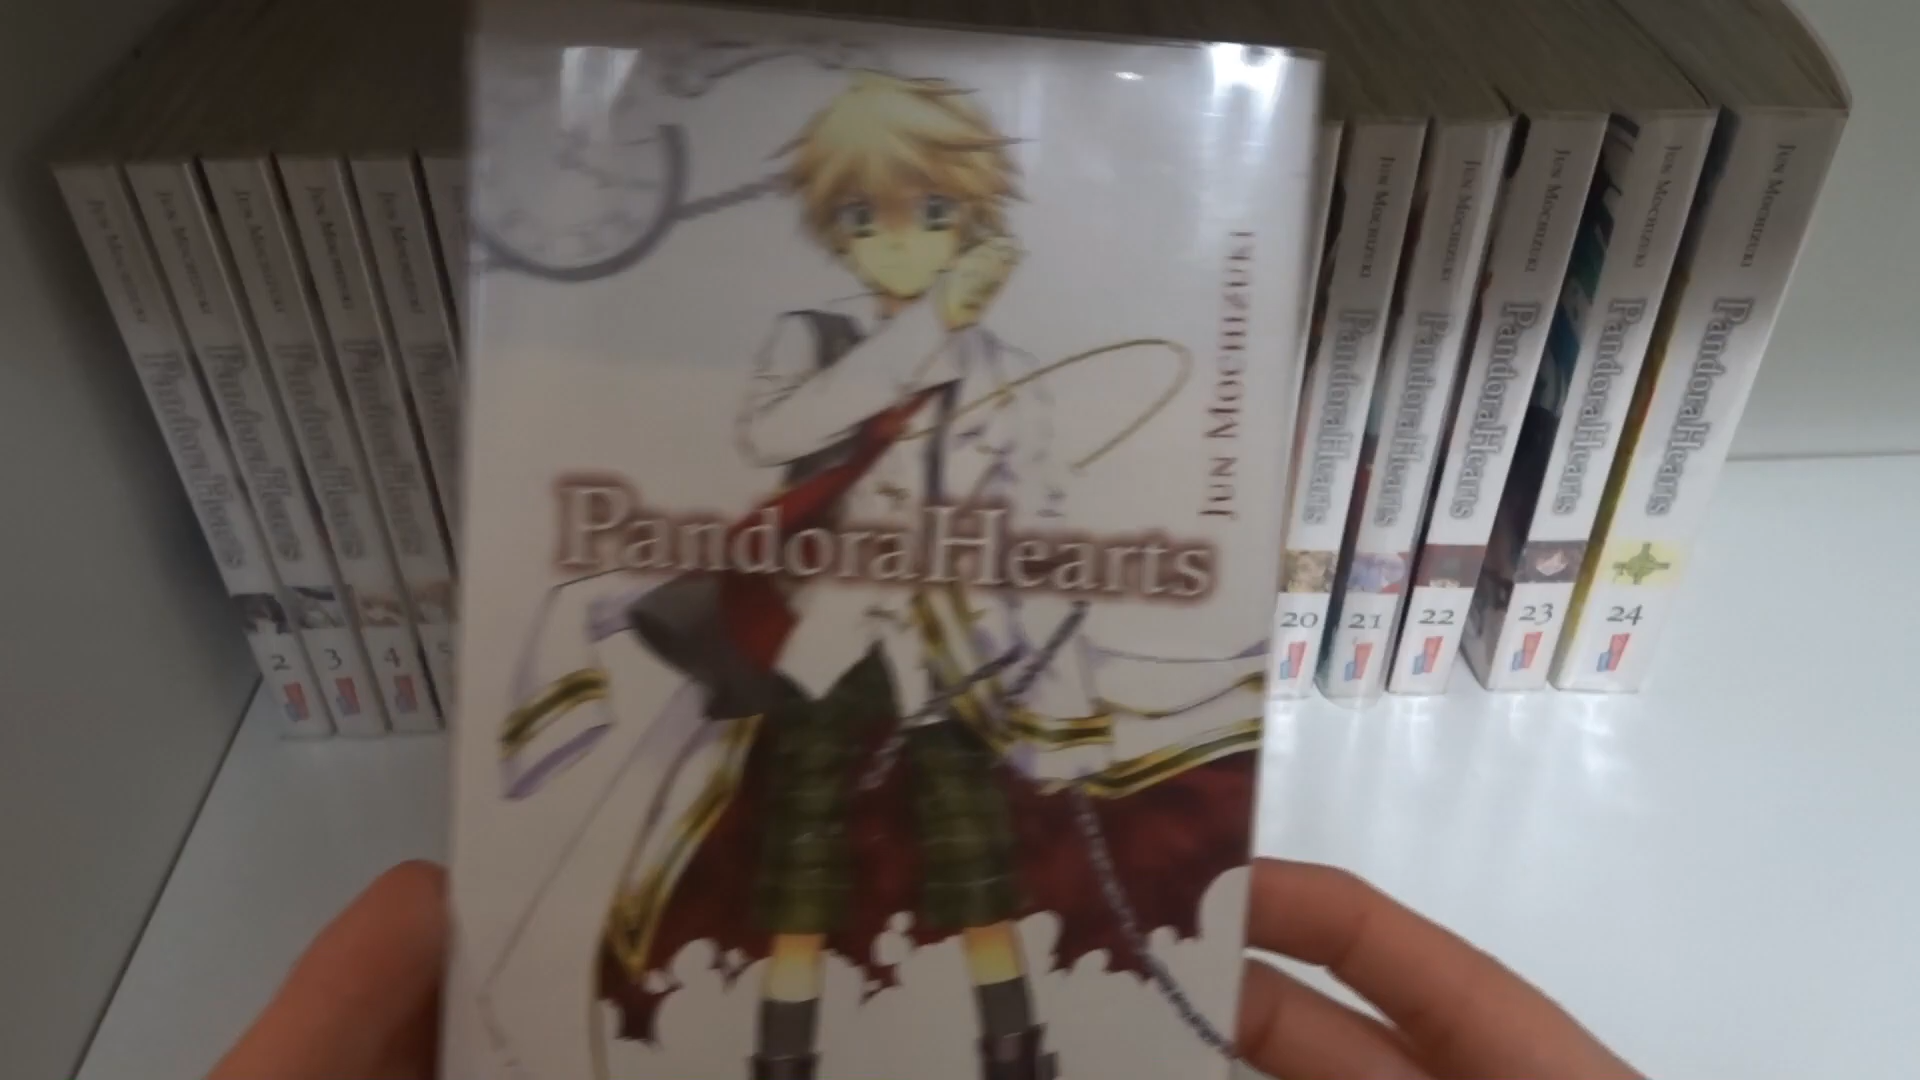 PandoraHearts
Jun Mochizuki
Jun Mochizuki PandoraHearts 2
Jun Mochizuki PandoraHearts 3
Jun Mochizuki PandoraHearts 4
Jun Mochizuki PandoraHearts 5
20
Jun Mochizuki PandoraHearts 21
Jun Mochizuki PandoraHearts 22
Jun Mochizuki PandoraHearts 23
Jun Mochizuki PandoraHearts 24